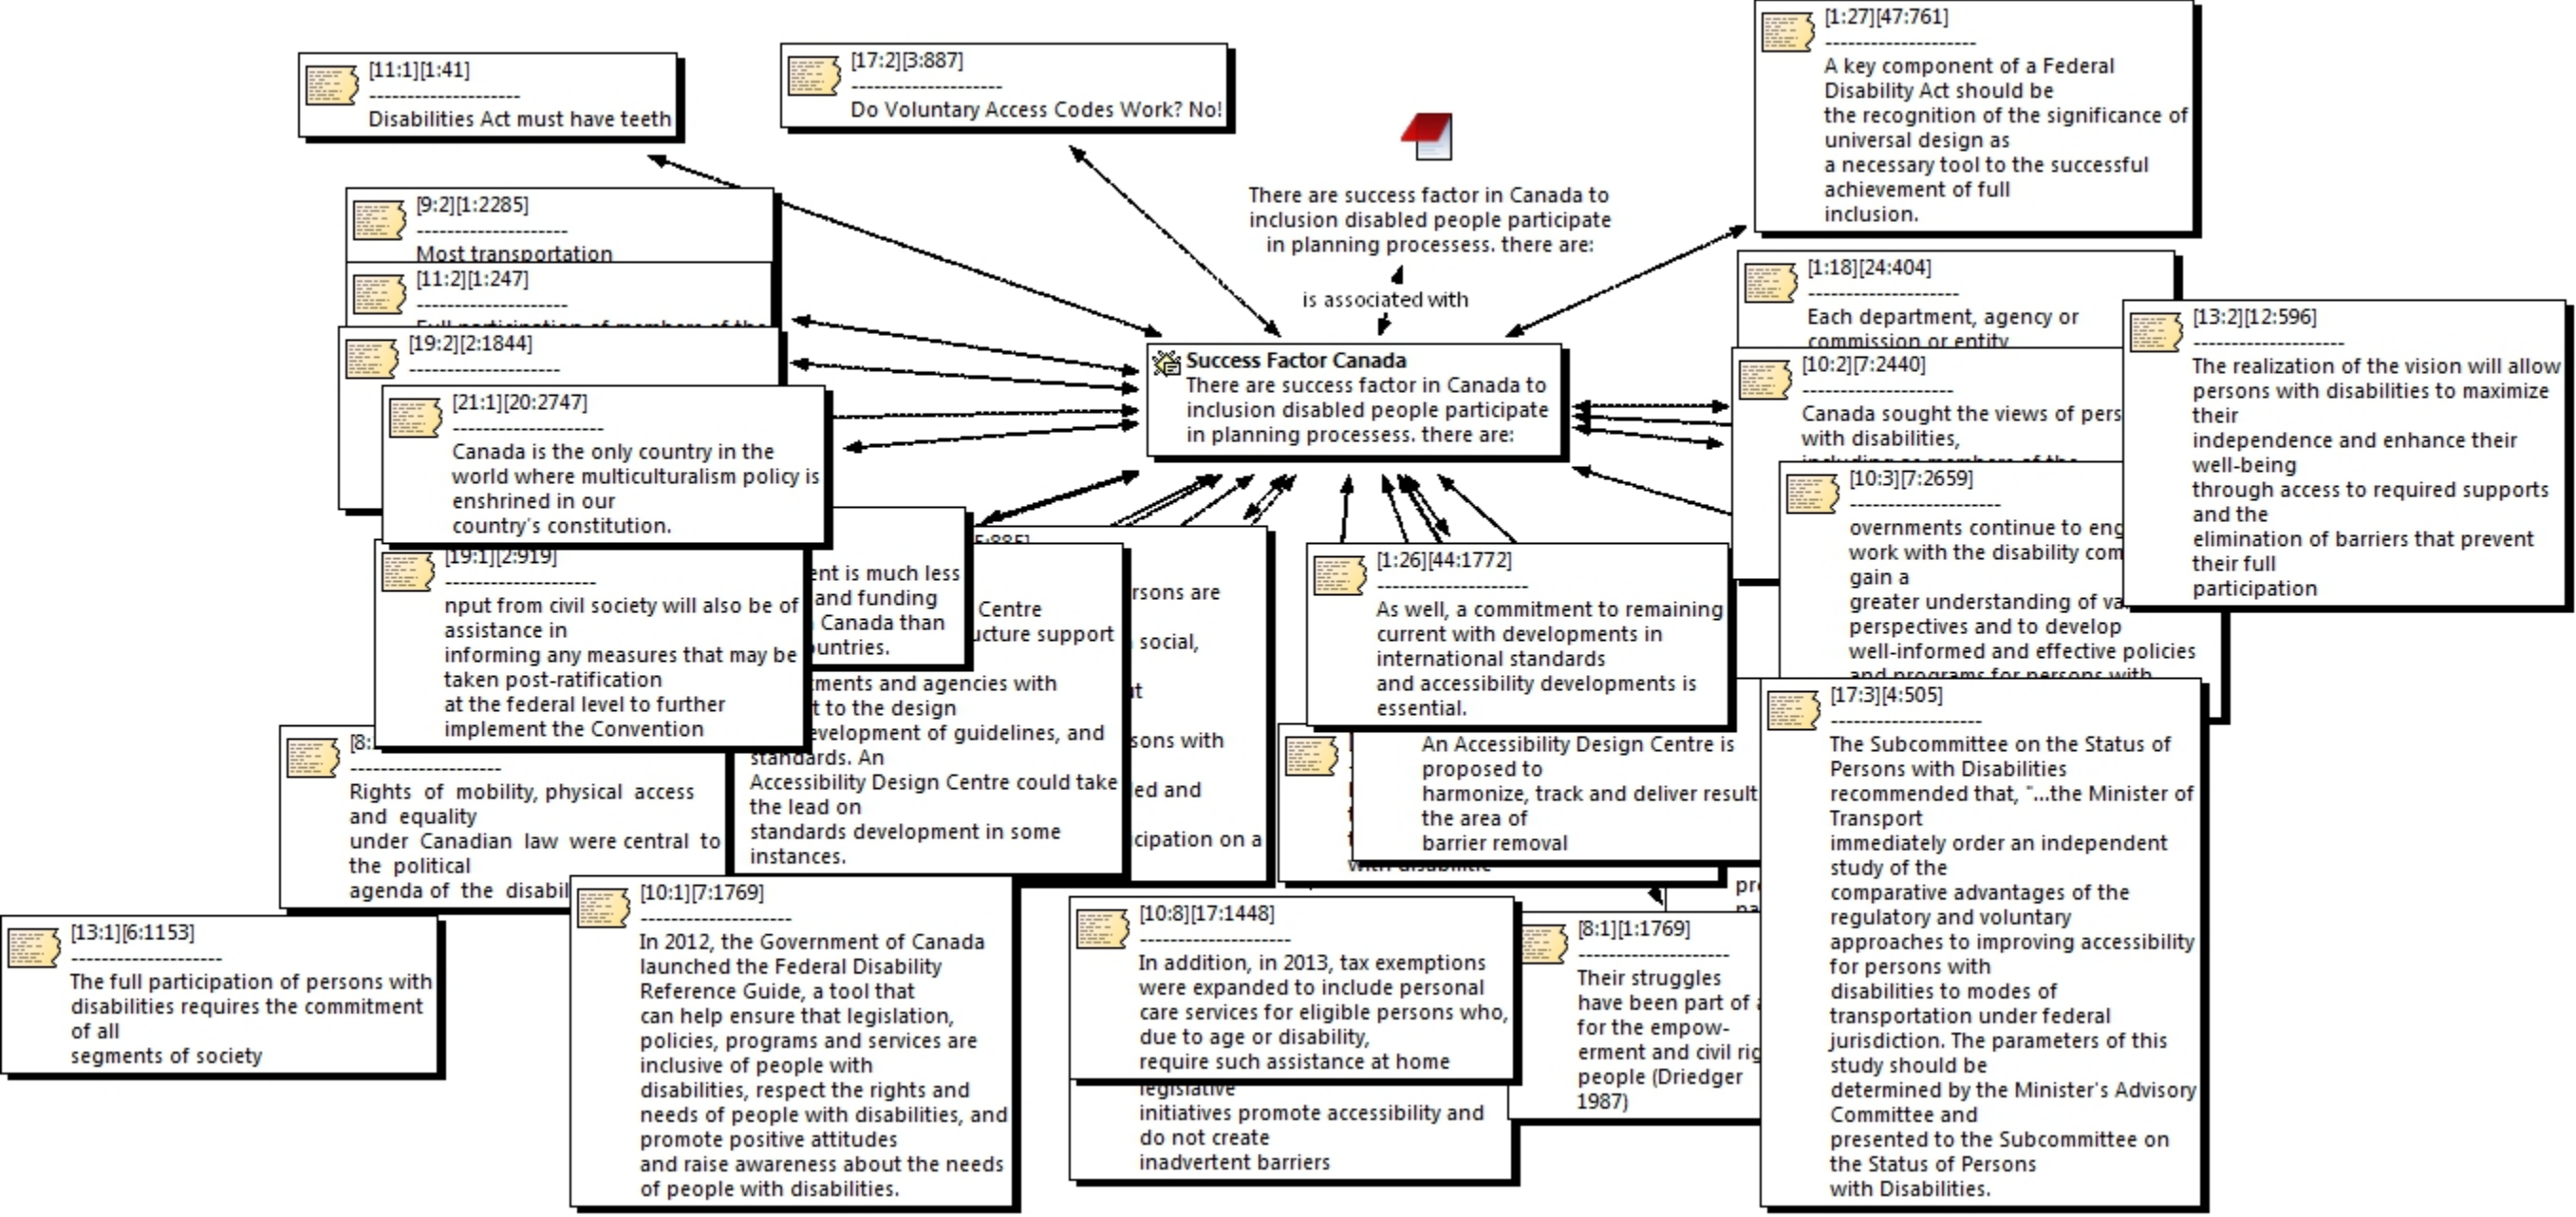 [11:1][1:41]
--------------------
Disabilities Act must have teeth
[17:2][3:887]
--------------------
Do Voluntary Access Codes Work? No!
There are success factor in Canada to
inclusion disabled people participate
in planning processess. there are:
is associated with
Success Factor Canada
There are success factor in Canada to
inclusion disabled people participate
in planning processess. there are:
[1:27][47:761]
--------------------
A key component of a Federal
Disability Act should be
the recognition of the significance of
universal design as
a necessary tool to the successful
achievement of full
inclusion.
[9:2][1:2285]
--------------------
Most transportation
[11:2][1:247]
--------------------
Full participation of members of the
[19:2][2:1844]
--------------------
[21:1][20:2747]
--------------------
Canada is the only country in the
world where multiculturalism policy is
enshrined in our
country's constitution.
[19:1][2:919]
--------------------
nput from civil society will also be of
assistance in
informing any measures that may be
taken post-ratification
at the federal level to further
implement the Convention
[8:
--------------------
Rights of mobility, physical access
and equality
under Canadian law were central to
the political
agenda of the
[13:1][6:1153]
--------------------
The full participation of persons with
disabilities requires the commitment
of all
segments of society
is much less
and funding
Canada than
Centre
support
and agencies with
to the design
of guidelines, and
standards. An
Accessibility Design Centre could take
the lead on
standards development in some
instances.
are
social,
with
and
on a
[10:1][7:1769]
--------------------
In 2012, the Government of Canada
launched the Federal Disability
Reference Guide, a tool that
can help ensure that legislation,
policies, programs and services are
inclusive of people with
disabilities, respect the rights and
needs of people with disabilities, and
promote positive attitudes
and raise awareness about the needs
of people with disabilities.
[1:26][44:1772]
--------------------
As well, a commitment to remaining
current with developments in
international standards
and accessibility developments is
essential.
An Accessibility Design Centre is
proposed to
harmonize, track and deliver result
the area of
barrier removal
[10:8][17:1448]
--------------------
In addition, in 2013, tax exemptions
were expanded to include personal
care services for eligible persons who,
due to age or disability,
require such assistance at home
legislative
initiatives promote accessibility and
do not create
inadvertent barriers
[8:1][1:1769]
--------------------
Their struggles
have been part of
for the empow-
erment and civil
people (Driedger
1987)
[1:18][24:404]
--------------------
Each department, agency or
commission or entity
[10:2][7:2440]
--------------------
Canada sought the views of pers
with disabilities,
including as members of the
[10:3][7:2659]
--------------------
overnments continue to eng
work with the disability com
gain a
greater understanding of va
perspectives and to develop
well-informed and effective policies
and programs for persons with
[13:2][12:596]
--------------------
The realization of the vision will allow
persons with disabilities to maximize
their
independence and enhance their
well-being
through access to required supports
and the
elimination of barriers that prevent
their full
participation
[17:3][4:505]
--------------------
The Subcommittee on the Status of
Persons with Disabilities
recommended that, "...the Minister of
Transport
immediately order an independent
study of the
comparative advantages of the
regulatory and voluntary
approaches to improving accessibility
for persons with
disabilities to modes of
transportation under federal
jurisdiction. The parameters of this
study should be
determined by the Minister's Advisory
Committee and
presented to the Subcommittee on
the Status of Persons
with Disabilities.